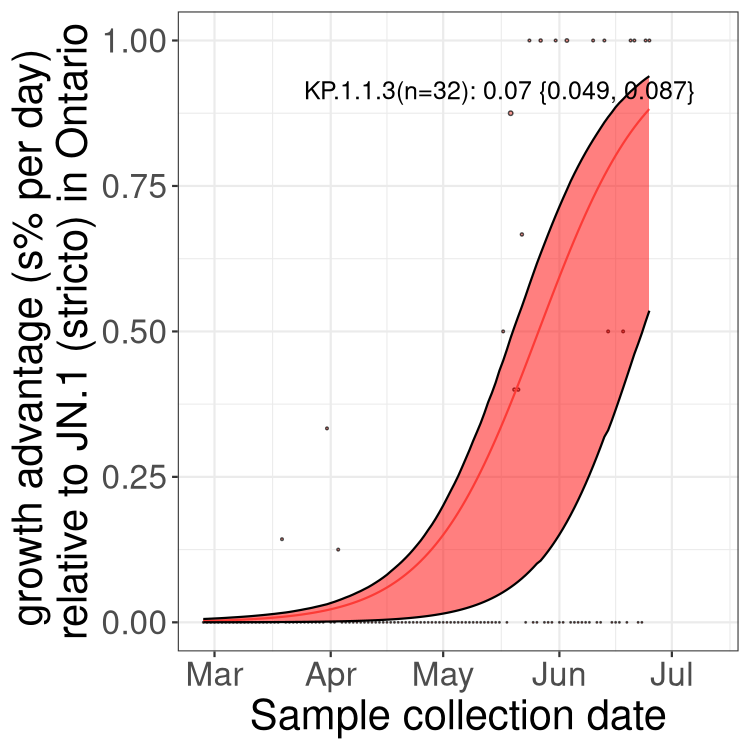 growth advantage (s% per day)
relative to JN.1 (stricto) in Ontario
1.00
0.75
0.50
0.25
0.00
KP.1.1.3(n=32): 0.07 {0.049, 0.087}
Mar Apr May Jun Jul
Sample collection date